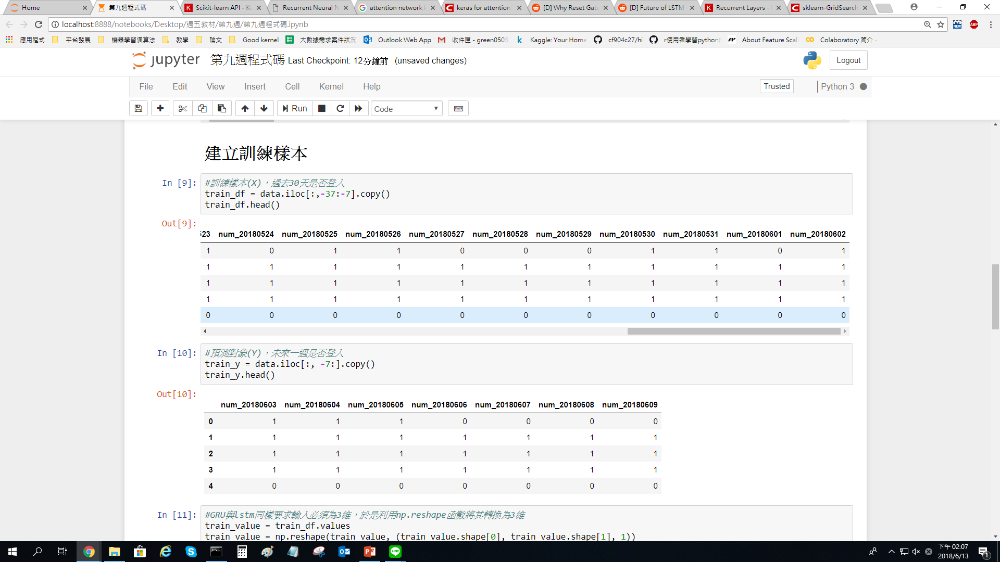 Home
第九週程式碼
Scikit-learn API - Ke
Recurrent Neural N
attention network k
keras for attention
[D] Why Reset Gate
[D] Future of LSTM
Recurrent Layers -
sklearn-GridSearch
localhost:8888/notebooks/Desktop/週五教材/第九週/第九週程式碼.ipynb
應用程式 平台發展 機器學習演算法 教學 論文 Good kernel 大數據需求案件狀況 Outlook Web App 收件匣 - green0503 Kaggle: Your Home cf904c27/hi r使用者學習python About Feature Scal Colaboratory 简介 -
jupyter 第九週程式碼 Last Checkpoint: 12分鐘前 (unsaved changes) Logout
File Edit View Insert Cell Kernel Help Trusted Python 3
Run Code
建立訓練樣本
In [9]: #訓練樣本(X)，過去30天是否登入
train_df = data.iloc[:,-37:-7].copy()
train_df.head()
Out[9]:
523 num_20180524 num_20180525 num_20180526 num_20180527 num_20180528 num_20180529 num_20180530 num_20180531 num_20180601 num_20180602
1 0 1 1 0 0 0 1 1 0 1
1 1 1 1 1 1 1 1 1 1 1
1 1 1 1 1 1 1 1 1 1 1
1 1 1 1 1 1 1 1 1 1 1
0 0 0 0 0 0 0 0 0 0 0
In [10]: #預測對象(Y)，未來一週是否登入
train_y = data.iloc[:, -7:].copy()
train_y.head()
Out[10]:
num_20180603 num_20180604 num_20180605 num_20180606 num_20180607 num_20180608 num_20180609
0 1 1 1 0 0 0 0
1 1 1 1 1 1 1 1
2 1 1 1 1 1 1 1
3 1 1 1 1 1 1 1
4 0 0 0 0 0 0 0
In [11]: #GRU與lstm同樣要求輸入必須為3維，於是利用np.reshape函數將其轉換為3維
train_value = train_df.values
train_value = np.reshape(train_value, (train_value.shape[0], train_value.shape[1], 1))
下午 02:07
2018/6/13